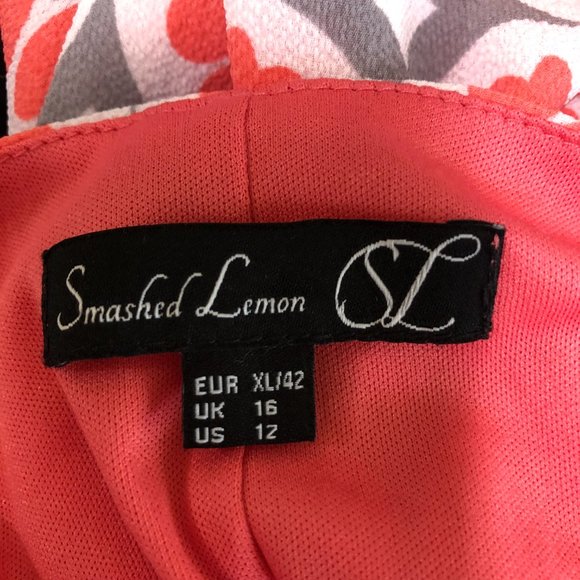 Smashed Lemon SL
EUR XL/42
UK 16
US 12